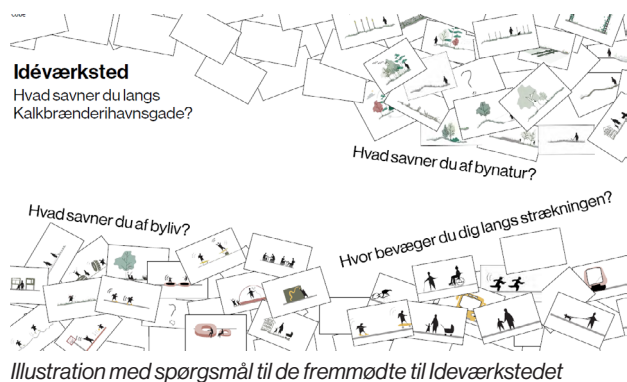 Idéværksted
Hvad savner du langs
Kalkbrænderihavnsgade?
Hvad savner du af bynatur?
Hvad savner du af byliv?
Hvor bevæger du dig langs strækningen?
?
?
Illustration med spørgsmål til de fremmødte til Ideværkstedet